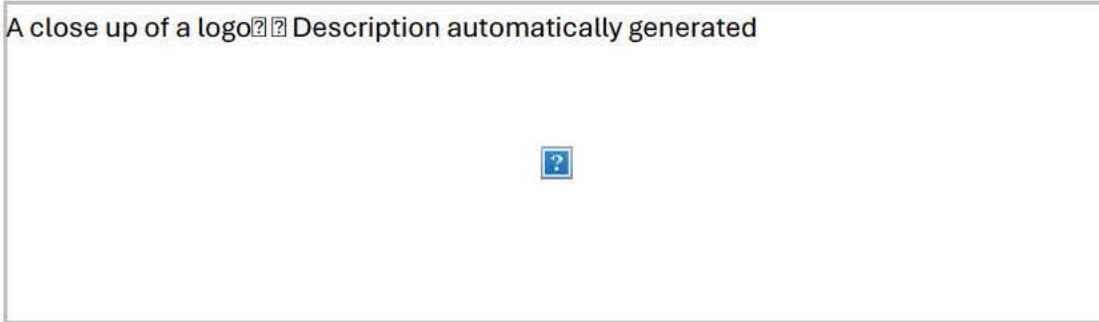 A close up of a logo⍰⍰ Description automatically generated
?